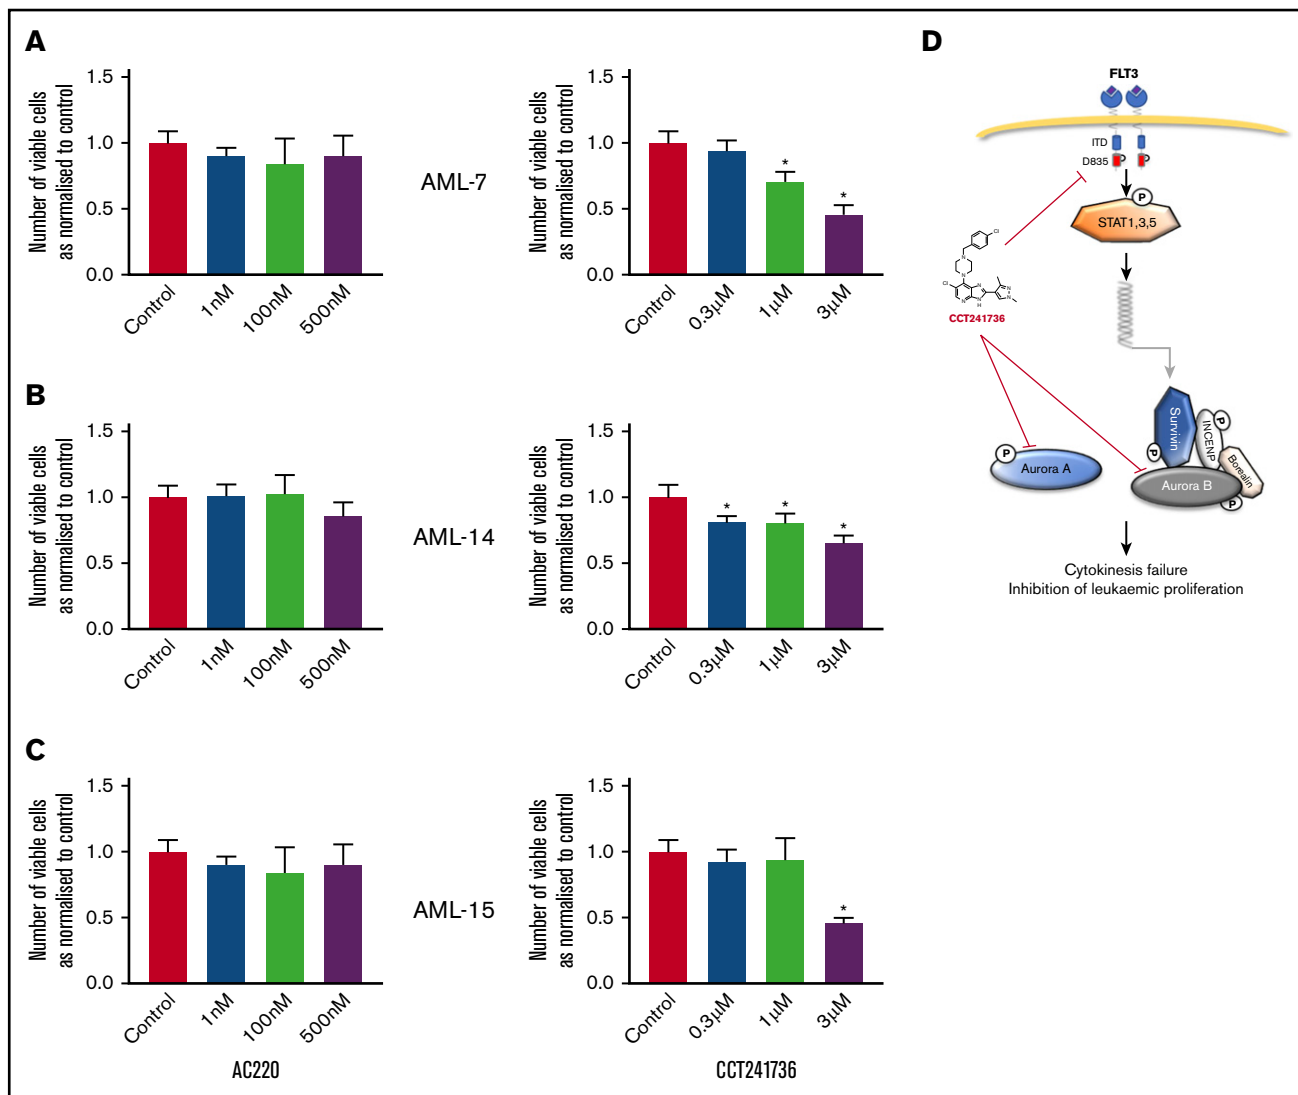 A
Number of viable cells
as normalised to control
1.5
1.0
0.5
0.0
Control
1nM
100nM
500nM
AML-7
Number of viable cells
as normalised to control
1.5
1.0
0.5
0.0
*
*
Control
0.3µM
1µM
3µM
B
Number of viable cells
as normalised to control
1.5
1.0
0.5
0.0
Control
1nM
100nM
500nM
AML-14
Number of viable cells
as normalised to control
1.5
1.0
0.5
0.0
*
*
*
Control
0.3µM
1µM
3µM
C
Number of viable cells
as normalised to control
1.5
1.0
0.5
0.0
Control
1nM
100nM
500nM
AC220
AML-15
Number of viable cells
as normalised to control
1.5
1.0
0.5
0.0
*
Control
0.3µM
1µM
3µM
CCT241736
D
FLT3
ITD
D835
P
P
P
STAT1,3,5
Cl
N
N
Cl
N
N
N
H
N
N
CCT241736
Survivin
P
INCENP
P
Borealin
P
Aurora A
P
Aurora B
Cytokinesis failure
Inhibition of leukaemic proliferation